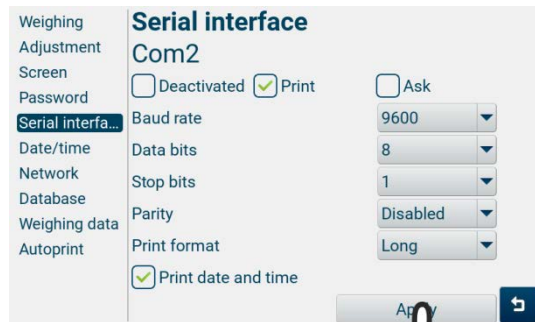 Weighing
Adjustment
Screen
Password
Serial interfa...
Date/time
Network
Database
Weighing data
Autoprint
Serial interface
Com2
Deactivated Print Ask
Baud rate 9600
Data bits 8
Stop bits 1
Parity Disabled
Print format Long
Print date and time